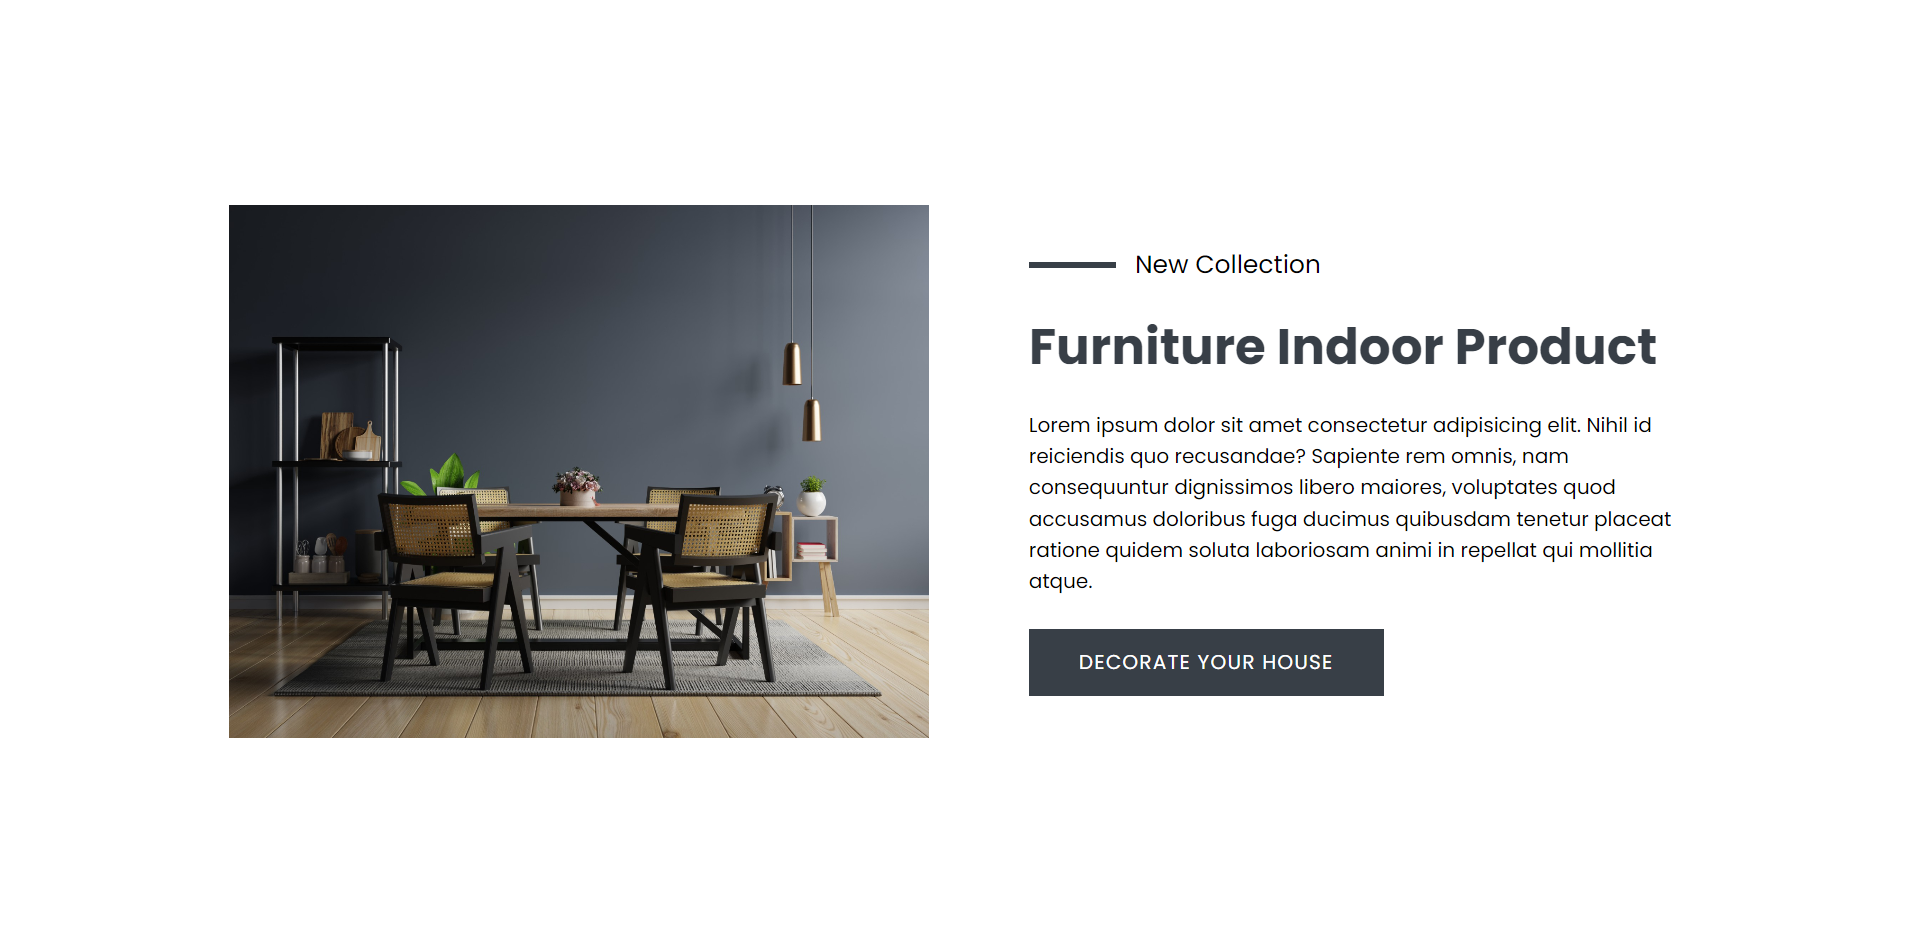 New Collection
Furniture Indoor Product
Lorem ipsum dolor sit amet consectetur adipisicing elit. Nihil id
reiciendis quo recusandae? Sapiente rem omnis, nam
consequuntur dignissimos libero maiores, voluptates quod
accusamus doloribus fuga ducimus quibusdam tenetur placeat
ratione quidem soluta laboriosam animi in repellat qui mollitia
atque.
DECORATE YOUR HOUSE